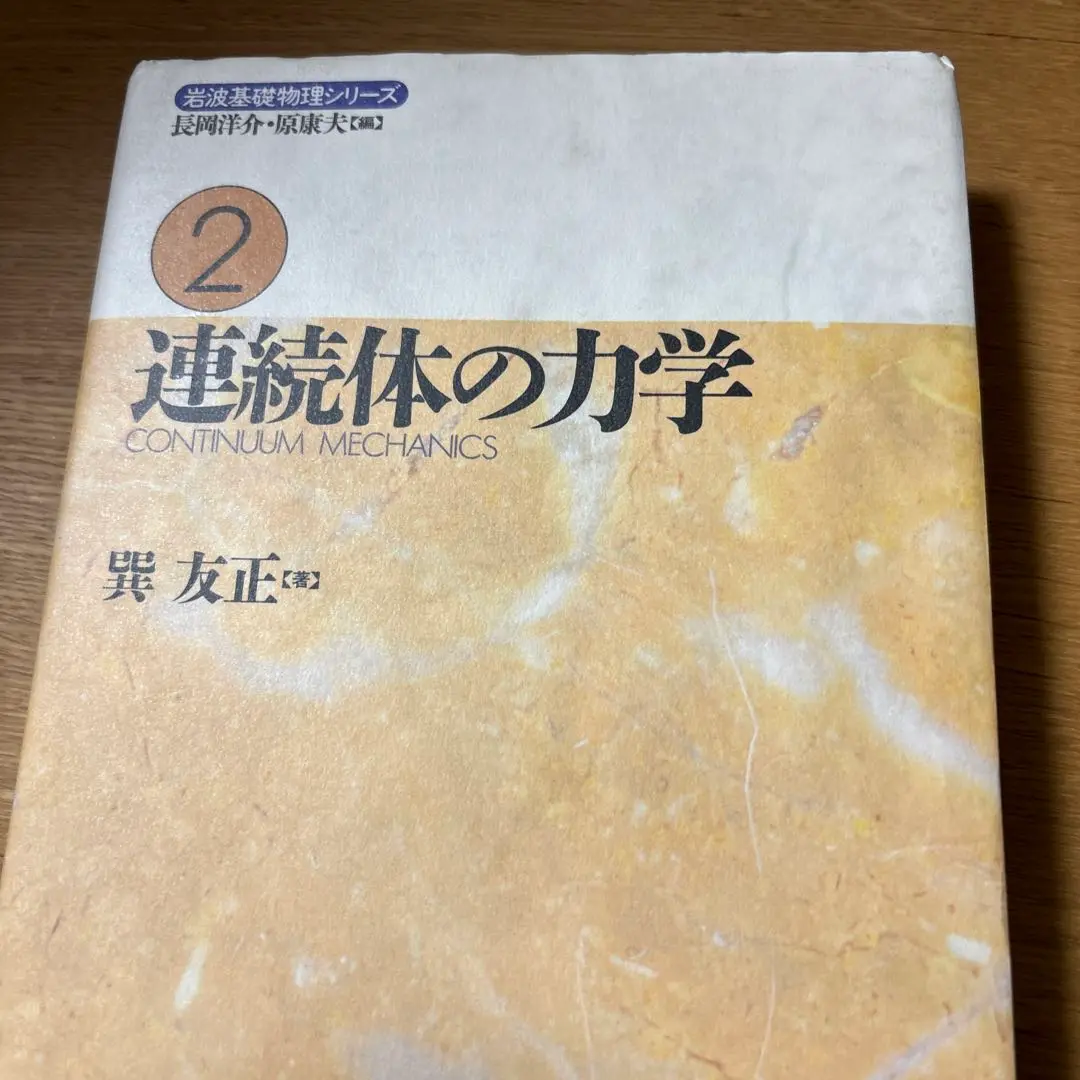 岩波基礎物理シリーズ
長岡洋介・原康夫【編】
2
連続体の力学
CONTINUUM MECHANICS
巽 友正【著】